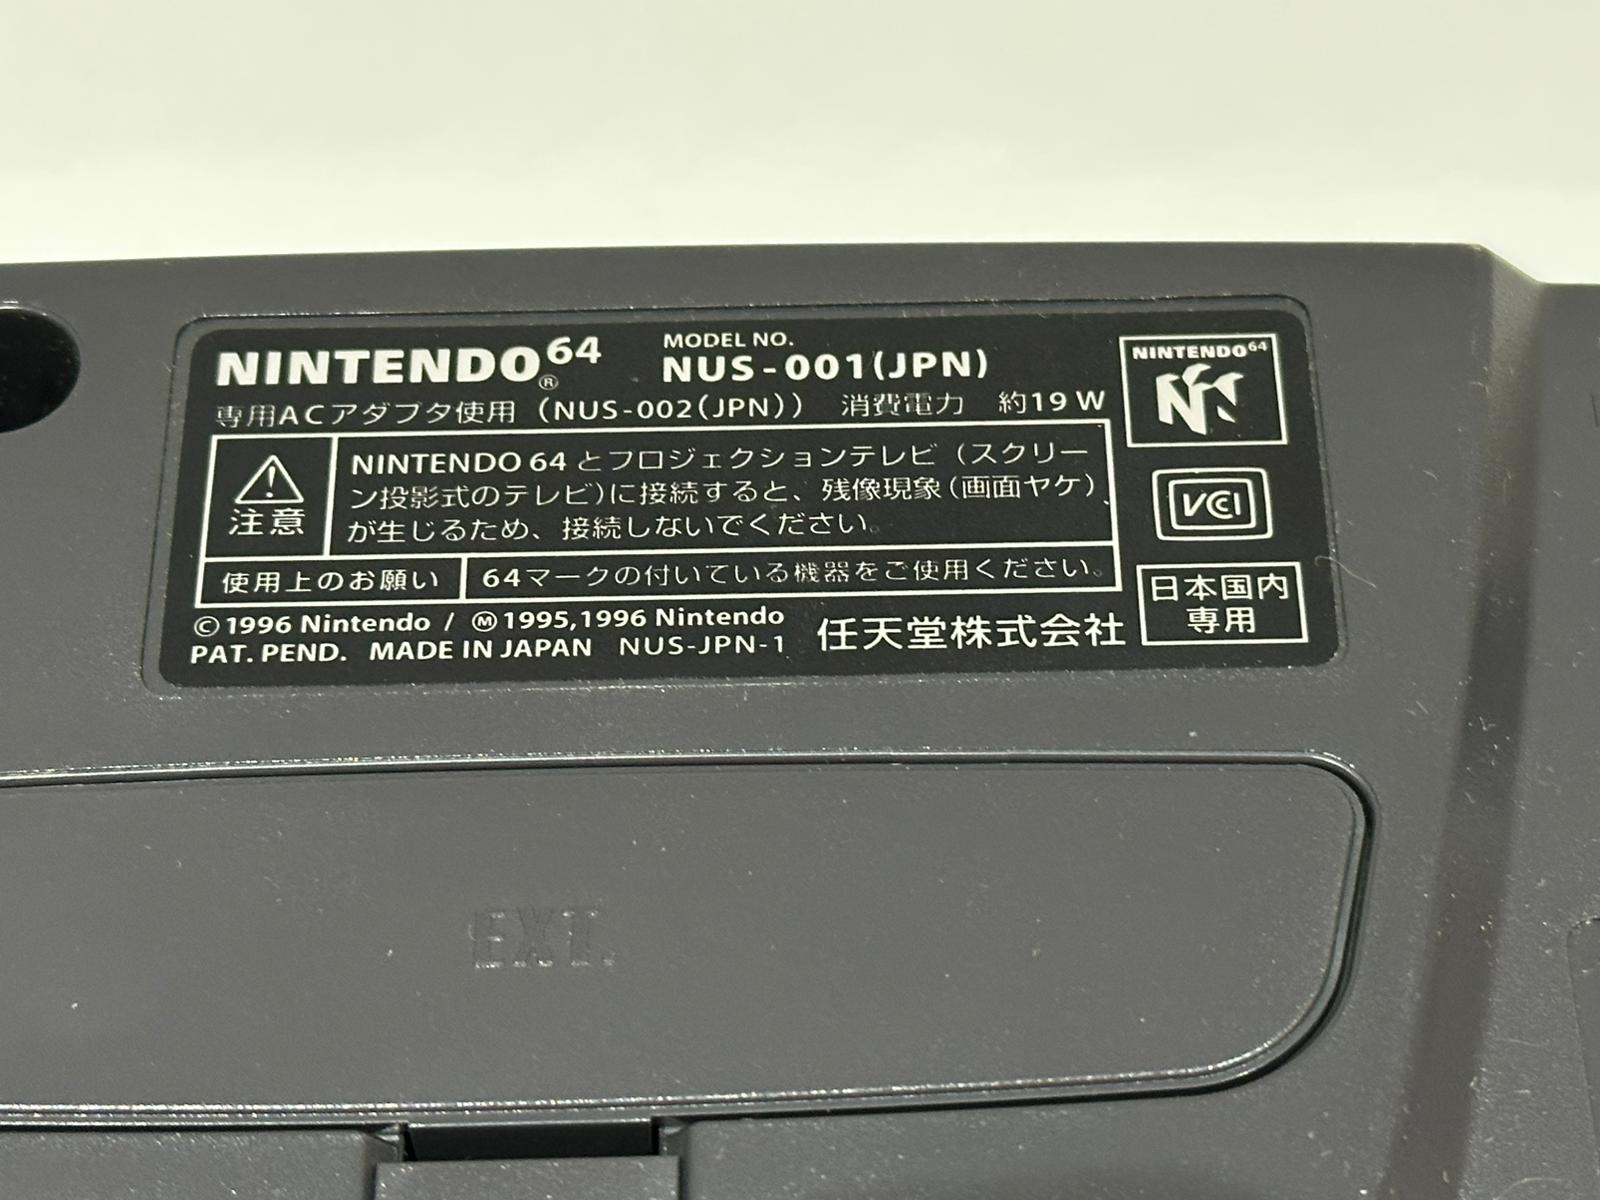 NINTENDO64®
MODEL NO.
NUS-001(JPN)
専用ACアダプタ使用（NUS-002(JPN)） 消費電力 約19 W
注意
NINTENDO 64 とフロジェクションテレビ（スクリー
ン投影式のテレビ)に接続すると、残像現象(画面ヤケ)
が生じるため、接続しないでください。
使用上のお願い
64マークの付いている機器をご使用ください。
© 1996 Nintendo / Ⓜ 1995,1996 Nintendo
PAT. PEND. MADE IN JAPAN NUS-JPN-1
任天堂株式会社
NINTENDO64
VCI
日本国内
専用
EXT.